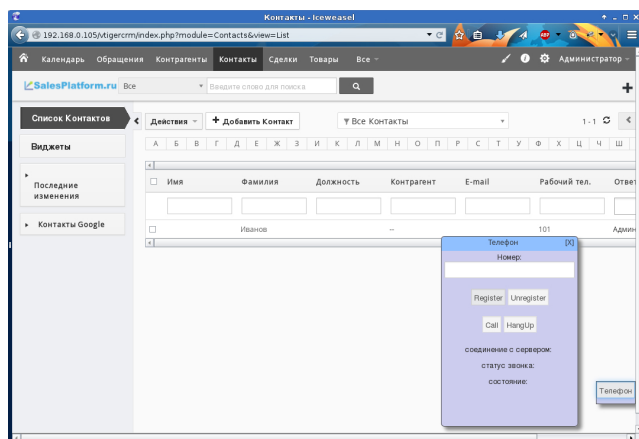 Контакты - Iceweasel
192.168.0.105/vtigercrm/index.php?module=Contacts&view=List
Календарь Обращения Контрагенты Контакты Сделки Товары Все Администратор
SalesPlatform.ru Все Введите слово для поиска
Список Контактов Действия + Добавить Контакт Все Контакты 1 - 1
Виджеты А Б В Г Д Е Ж З И К Л М Н О П Р С Т У Ф Х Ц Ч Ш
Последние изменения
Контакты Google
Имя Фамилия Должность Контрагент E-mail Рабочий тел. Ответ
Иванов -- 101 Админ
Телефон [X]
Номер:
Register Unregister
Call HangUp
соединение с сервером:
статус звонка:
состояние:
Телефон